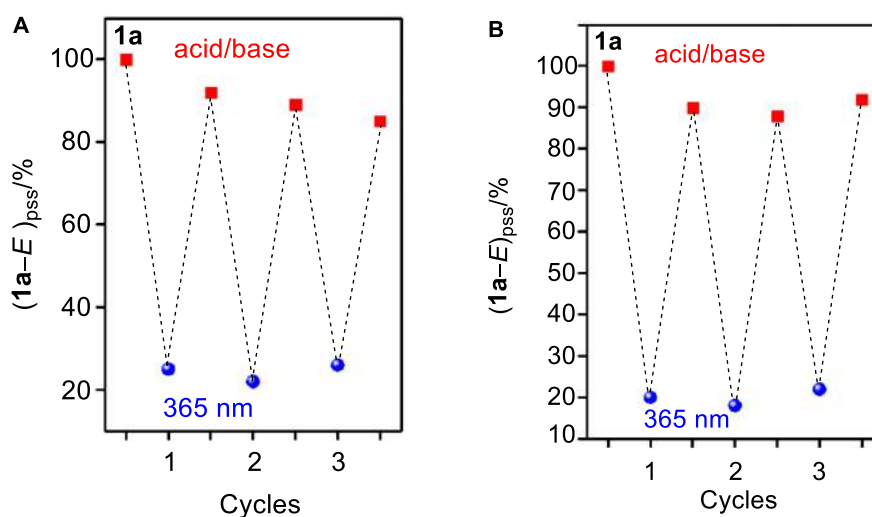 A
1a
acid/base
100
80
60
40
20
(1a–E )pss/%
365 nm
1
2
3
Cycles
B
1a
acid/base
100
90
80
70
60
50
40
30
20
10
(1a–E)pss/%
365 nm
1
2
3
Cycles